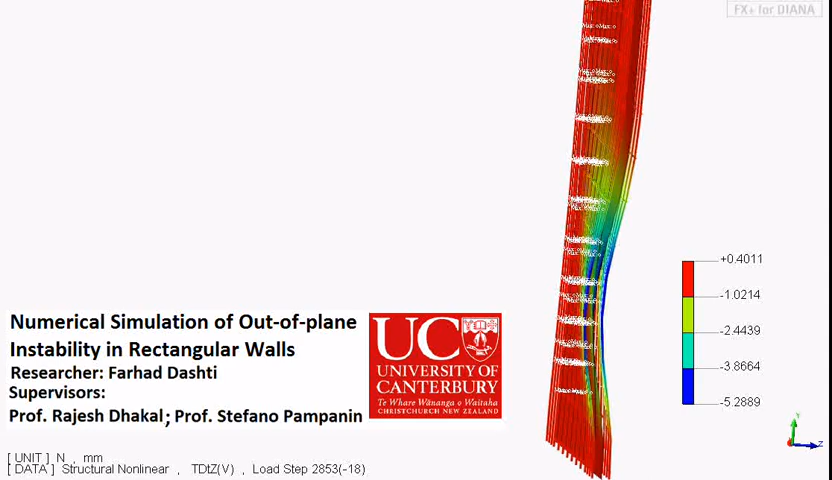 FX+ for DIANA
+0.4011
-1.0214
-2.4439
-3.8664
-5.2889
Numerical Simulation of Out-of-plane
Instability in Rectangular Walls
Researcher: Farhad Dashti
Supervisors:
Prof. Rajesh Dhakal; Prof. Stefano Pampanin
UC
UNIVERSITY OF
CANTERBURY
Te Whare Wānanga o Waitaha
CHRISTCHURCH NEW ZEALAND
Y
Z
[ UNIT ] N , mm
[ DATA ] Structural Nonlinear , TDtZ(V) , Load Step 2853(-18)